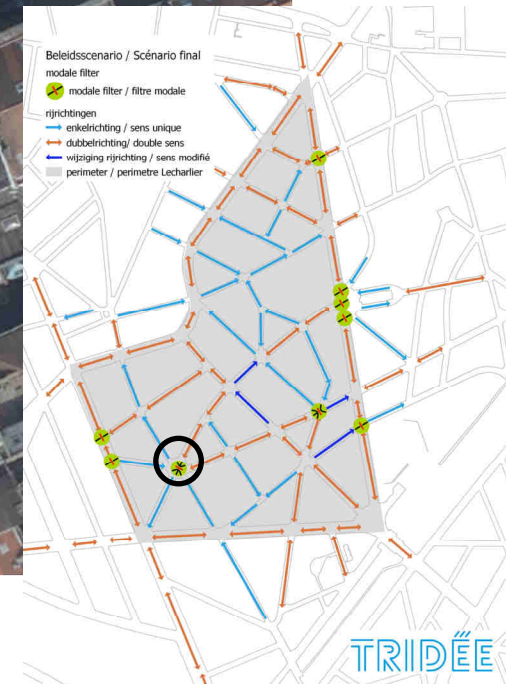 Beleidsscenario / Scénario final
modale filter
modale filter / filtre modale
rijrichtingen
enkelrichting / sens unique
dubbelrichting / double sens
wijziging rijrichting / sens modifié
perimeter / perimetre Lecharlier
TRIDËE